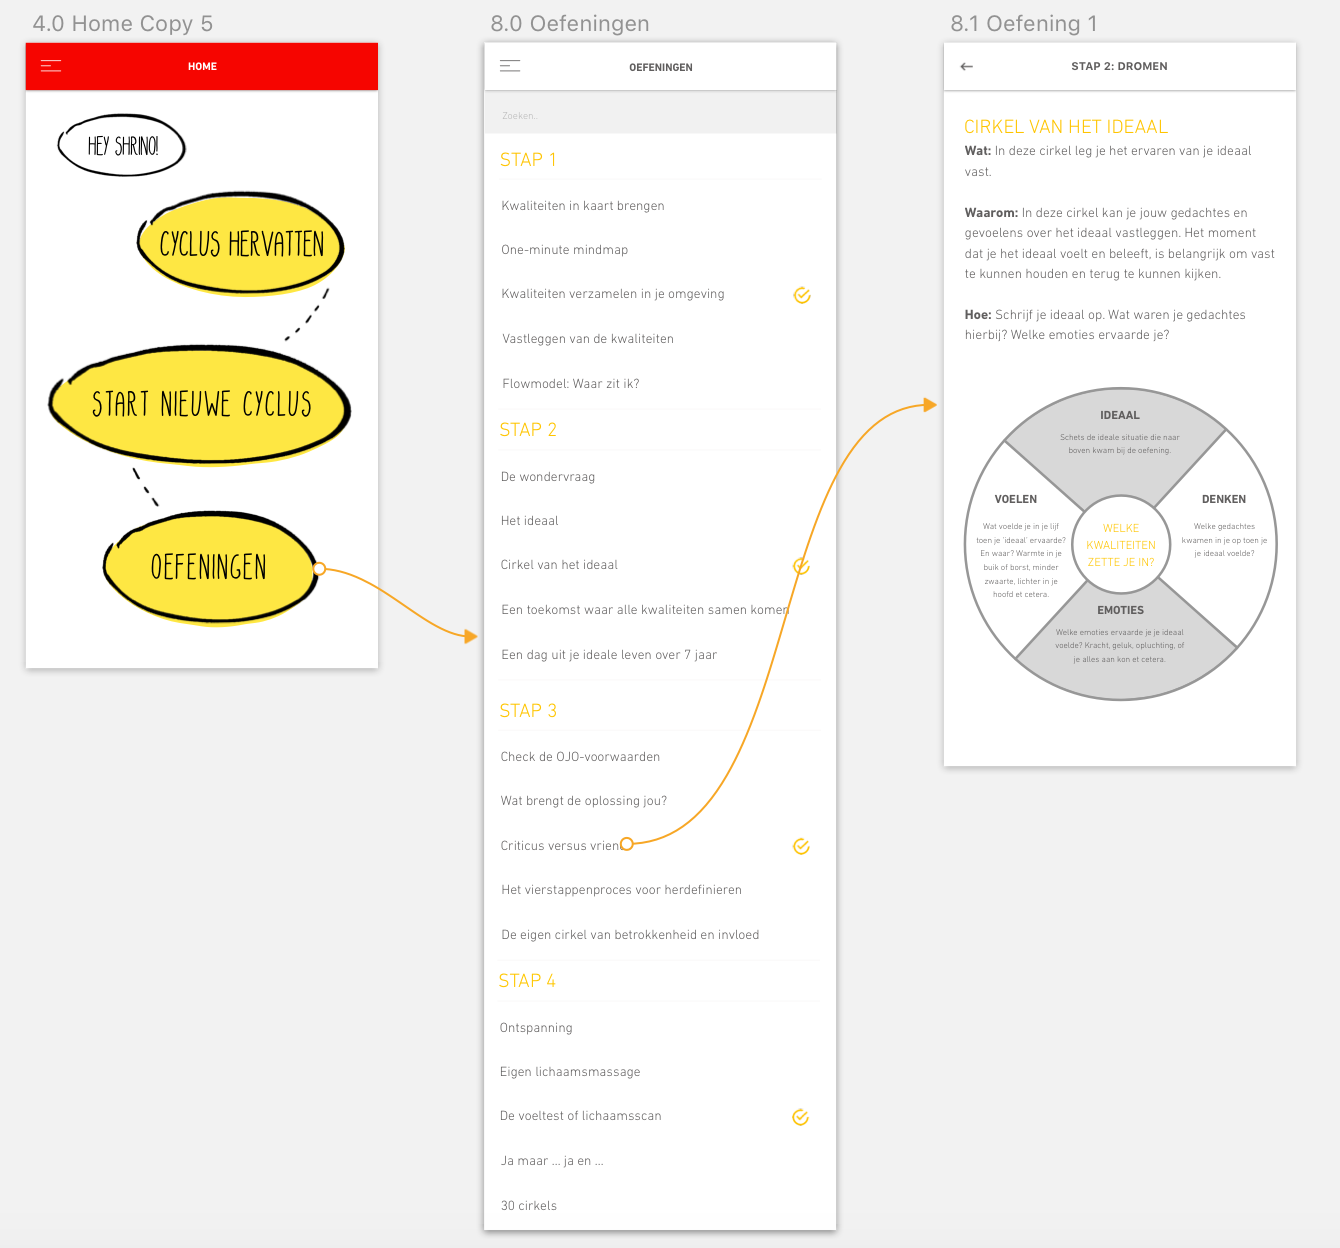 4.0 Home Copy 5
HOME
HEY SHRINO!
CYCLUS HERVATTEN
START NIEUWE CYCLUS
OEFENINGEN
8.0 Oefeningen
OEFENINGEN
Zoeken..
STAP 1
Kwaliteiten in kaart brengen
One-minute mindmap
Kwaliteiten verzamelen in je omgeving
Vastleggen van de kwaliteiten
Flowmodel: Waar zit ik?
STAP 2
De wondervraag
Het ideaal
Cirkel van het ideaal
Een toekomst waar alle kwaliteiten samen komen
Een dag uit je ideale leven over 7 jaar
STAP 3
Check de OJO-voorwaarden
Wat brengt de oplossing jou?
Criticus versus vriend
Het vierstappenproces voor herdefinieren
De eigen cirkel van betrokkenheid en invloed
STAP 4
Ontspanning
Eigen lichaamsmassage
De voeltest of lichaamsscan
Ja maar ... ja en ...
30 cirkels
8.1 Oefening 1
STAP 2: DROMEN
CIRKEL VAN HET IDEAAL
Wat: In deze cirkel leg je het ervaren van je ideaal
vast.
Waarom: In deze cirkel kan je jouw gedachtes en
gevoelens over het ideaal vastleggen. Het moment
dat je het ideaal voelt en beleeft, is belangrijk om vast
te kunnen houden en terug te kunnen kijken.
Hoe: Schrijf je ideaal op. Wat waren je gedachtes
hierbij? Welke emoties ervaarde je?
IDEAAL
Schets de ideale situatie die naar
boven kwam bij de oefening.
VOELEN
Wat voelde je in je lijf
toen je 'ideaal' ervaarde?
En waar? Warmte in je
buik of borst, minder
zwaarte, lichter in je
hoofd et cetera.
WELKE
KWALITEITEN
ZETTE JE IN?
DENKEN
Welke gedachtes
kwamen in je op toen je
je ideaal voelde?
EMOTIES
Welke emoties ervaarde je je ideaal
voelde? Kracht, geluk, opluchting, of
je alles aan kon et cetera.